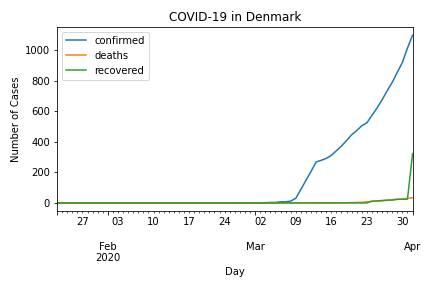 COVID-19 in Denmark
confirmed
deaths
recovered
Number of Cases
1000
800
600
400
200
0
27 03 10 17 24 02 09 16 23 30
Feb Mar Apr
2020
Day